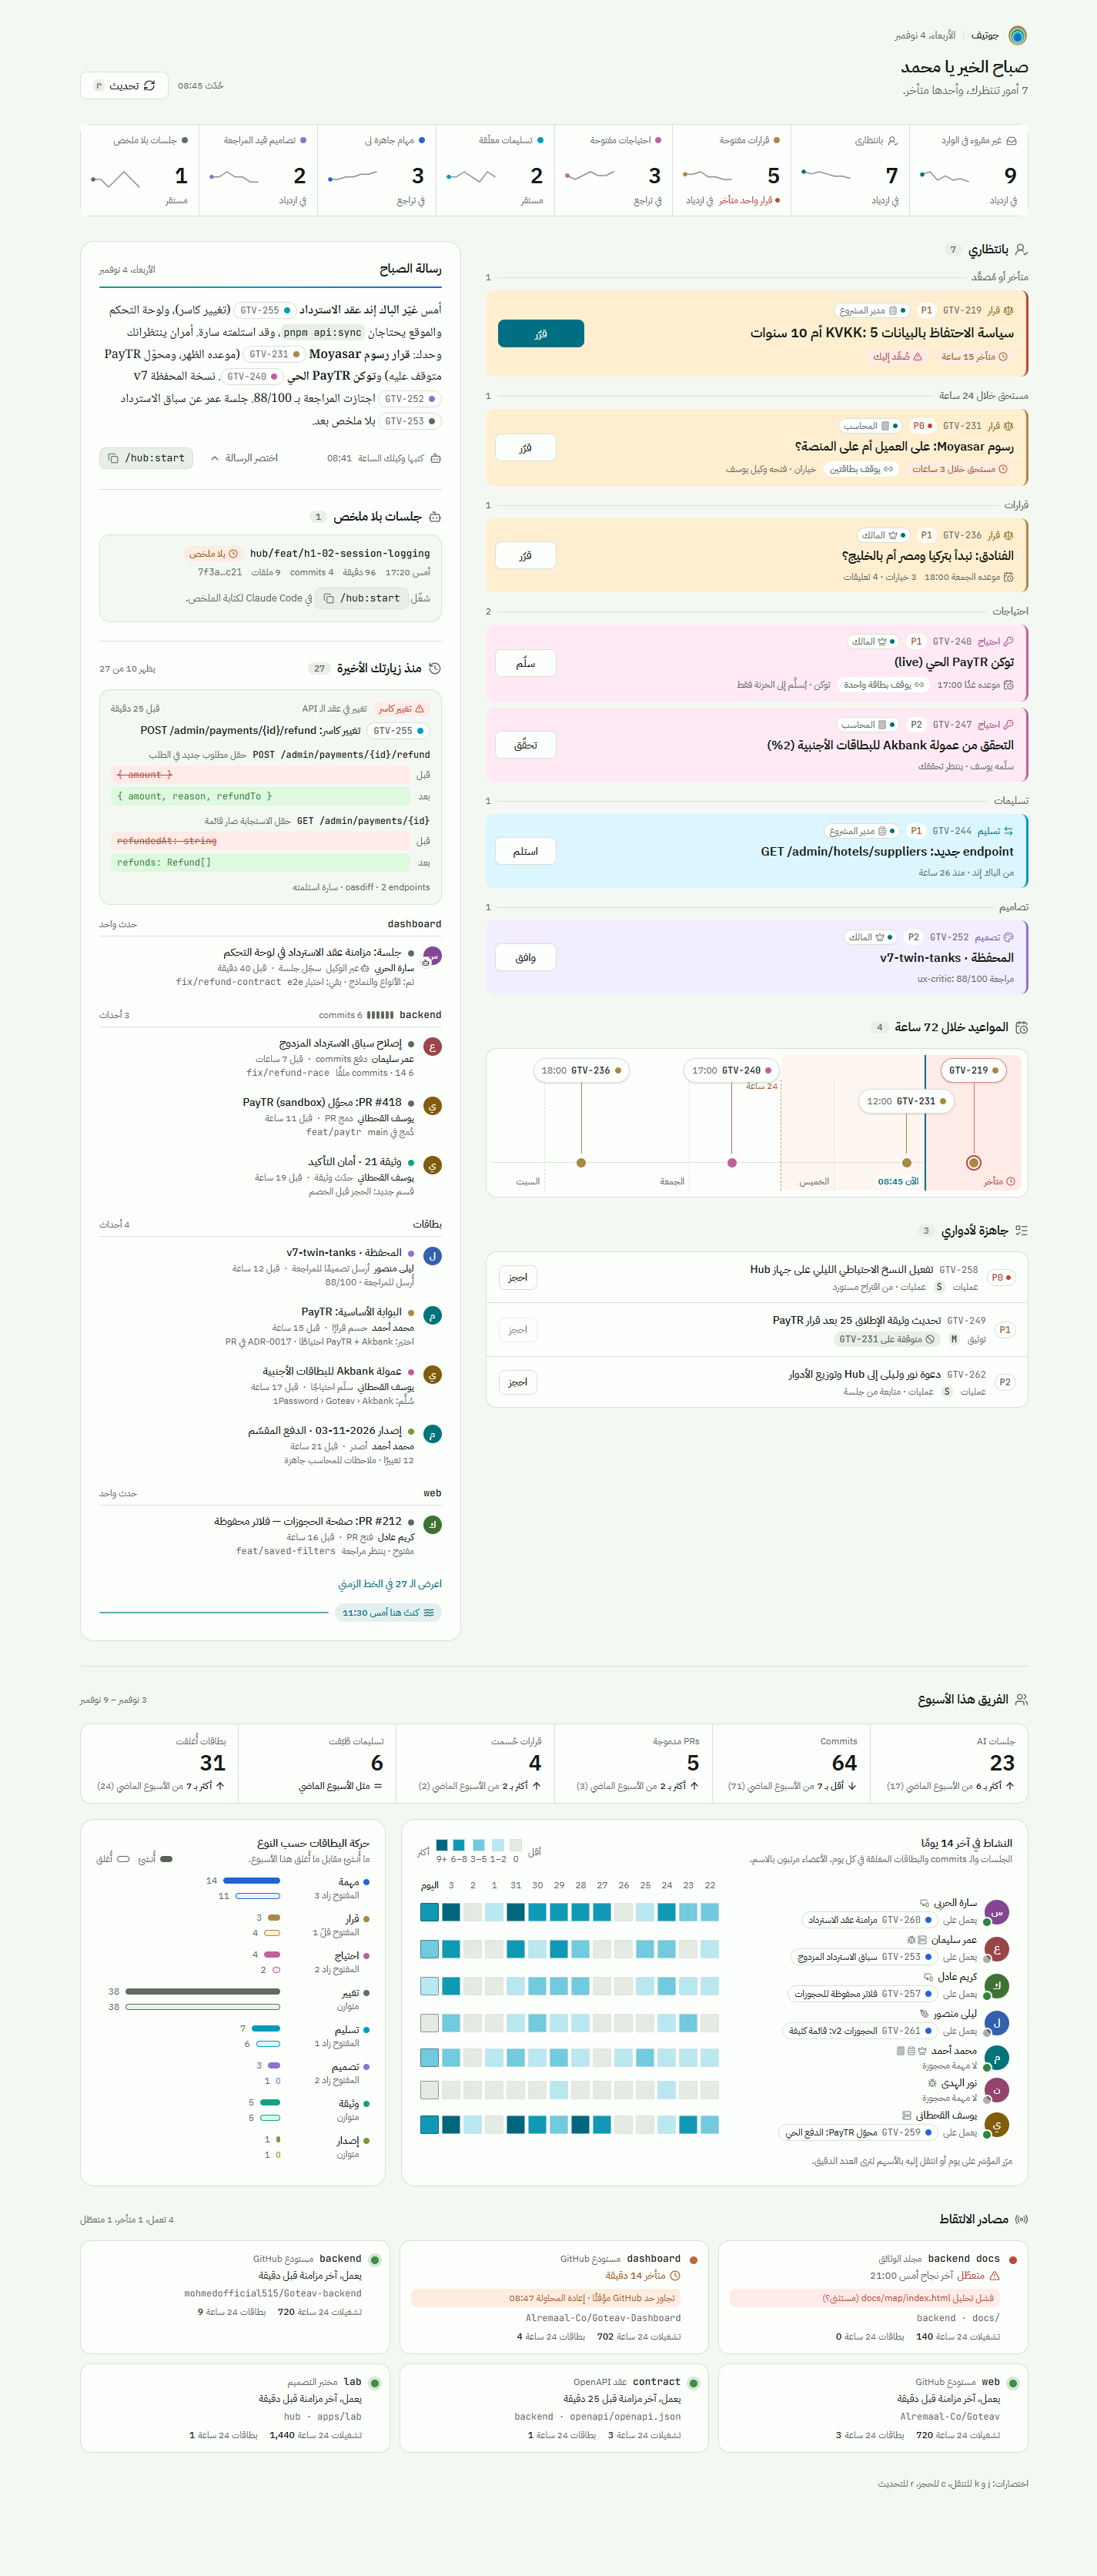 جوتيف | الأربعاء، 4 نوفمبر
صباح الخير يا محمد
7 أمور تنتظرك، وأحدها متأخر.
حُدّث 08:45
تحديث r
غير مقروء في الوارد
9
في ازدياد
بانتظاري
7
في ازدياد
قرارات مفتوحة
5
قرار واحد متأخر في ازدياد
احتياجات مفتوحة
3
في تراجع
تسليمات معلّقة
2
مستقر
مهام جاهزة لي
3
في تراجع
تصاميم قيد المراجعة
2
في ازدياد
جلسات بلا ملخص
1
مستقر
بانتظاري 7
متأخر أو مُصعَّد 1
قرار GTV-219 P1 مدير المشروع
سياسة الاحتفاظ بالبيانات KVKK: 5 أم 10 سنوات
متأخر 15 ساعة صُعِّد إليك
قرّر
مستحق خلال 24 ساعة 1
قرار GTV-231 P0 المحاسب
رسوم Moyasar: على العميل أم على المنصة؟
مستحق خلال 3 ساعات يوقف بطاقتين خياران · فتحه وكيل يوسف
قرّر
قرارات 1
قرار GTV-236 P1 المالك
الفنادق: نبدأ بتركيا ومصر أم بالخليج؟
موعده الجمعة 18:00 3 خيارات · 4 تعليقات
قرّر
احتياجات 2
احتياج GTV-240 P1 المالك
توكن PayTR الحي (live)
موعده غدًا 17:00 يوقف بطاقة واحدة توكن · يُسلَّم إلى الخزنة فقط
سلّم
احتياج GTV-247 P2 المحاسب
التحقق من عمولة Akbank للبطاقات الأجنبية (2%)
سلّمه يوسف · ينتظر تحققك
تحقّق
تسليمات 1
تسليم GTV-244 P1 مدير المشروع
endpoint جديد: GET /admin/hotels/suppliers
من الباك إند · منذ 26 ساعة
استلم
تصاميم 1
تصميم GTV-252 P2 المالك
المحفظة · v7-twin-tanks
مراجعة ux-critic: 88/100
وافق
المواعيد خلال 72 ساعة 4
GTV-219
GTV-240 17:00
GTV-236 18:00
24 ساعة
GTV-231 12:00
متأخر
الآن 08:45
الخميس
الجمعة
السبت
جاهزة لأدواري 3
P0 GTV-258 تفعيل النسخ الاحتياطي الليلي على جهاز Hub
عمليات S عمليات · من اقتراح مستورد
احجز
P1 GTV-249 تحديث وثيقة الإطلاق 25 بعد قرار PayTR
توثيق M متوقفة على GTV-231
احجز
P2 GTV-262 دعوة نور وليلى إلى Hub وتوزيع الأدوار
عمليات S عمليات · متابعة من جلسة
احجز
رسالة الصباح الأربعاء، 4 نوفمبر
أمس غيّر الباك إند عقد الاسترداد GTV-255 (تغيير كاسر)، ولوحة التحكم
والموقع يحتاجان pnpm api:sync، وقد استلمته سارة. أمران ينتظرانك
وحدك: قرار رسوم Moyasar GTV-231 (موعده الظهر، ومحوّل PayTR
متوقف عليه) وتوكن PayTR الحي GTV-240. نسخة المحفظة v7
GTV-252 اجتازت المراجعة بـ 88/100. جلسة عمر عن سباق الاسترداد
GTV-253 بلا ملخص بعد.
كتبها وكيلك الساعة 08:41 اختصر الرسالة /hub:start
جلسات بلا ملخص 1
hub/feat/h1-02-session-logging بلا ملخص
أمس 17:20 96 دقيقة 4 commits 9 ملفات 7f3a…c21
شغّل /hub:start في Claude Code لكتابة الملخص.
منذ زيارتك الأخيرة 27 يظهر 10 من 27
تغيير كاسر تغيير في عقد الـ API قبل 25 دقيقة
GTV-255 تغيير كاسر: POST /admin/payments/{id}/refund
POST /admin/payments/{id}/refund حقل مطلوب جديد في الطلب
قبل { amount }
بعد { amount, reason, refundTo }
GET /admin/payments/{id} حقل الاستجابة صار قائمة
قبل refundedAt: string
بعد refunds: Refund[]
oasdiff · 2 endpoints · سارة استلمته
dashboard حدث واحد
س
جلسة: مزامنة عقد الاسترداد في لوحة التحكم
سارة الحربي عبر الوكيل سجّل جلسة · قبل 40 دقيقة
تم: الأنواع والنماذج · بقي: اختبار e2e fix/refund-contract
backend 6 commits 3 أحداث
ع
إصلاح سباق الاسترداد المزدوج
عمر سليمان دفع commits · قبل 7 ساعات
6 commits · 14 ملفًا fix/refund-race
ي
PR #418: محوّل PayTR (sandbox)
يوسف القحطاني دمج PR · قبل 11 ساعة
دُمج في main feat/paytr
ي
وثيقة 21 · أمان التأكيد
يوسف القحطاني حدّث وثيقة · قبل 19 ساعة
قسم جديد: الحجز قبل الخصم
بطاقات 4 أحداث
ل
المحفظة · v7-twin-tanks
ليلى منصور أرسل تصميمًا للمراجعة · قبل 12 ساعة
أُرسل للمراجعة · 88/100
م
البوابة الأساسية: PayTR
محمد أحمد حسم قرارًا · قبل 15 ساعة
اختير: PayTR + Akbank احتياطًا · ADR-0017 في PR
ي
عمولة Akbank للبطاقات الأجنبية
يوسف القحطاني سلّم احتياجًا · قبل 17 ساعة
سُلّم: 1Password › Goteav › Akbank
م
إصدار 2026-11-03 · الدفع المقسّم
محمد أحمد أصدر · قبل 21 ساعة
12 تغييرًا · ملاحظات للمحاسب جاهزة
web حدث واحد
ك
PR #212: صفحة الحجوزات — فلاتر محفوظة
كريم عادل فتح PR · قبل 16 ساعة
مفتوح · ينتظر مراجعة feat/saved-filters
اعرض الـ 27 في الخط الزمني
كنتَ هنا أمس 11:30
الفريق هذا الأسبوع 3 نوفمبر – 9 نوفمبر
جلسات AI
23
أكثر بـ 6 من الأسبوع الماضي (17)
Commits
64
أقل بـ 7 من الأسبوع الماضي (71)
PRs مدموجة
5
أكثر بـ 2 من الأسبوع الماضي (3)
قرارات حُسمت
4
أكثر بـ 2 من الأسبوع الماضي (2)
تسليمات طُبّقت
6
مثل الأسبوع الماضي
بطاقات أُغلقت
31
أكثر بـ 7 من الأسبوع الماضي (24)
النشاط في آخر 14 يومًا
الجلسات والـ commits والبطاقات المغلقة في كل يوم. الأعضاء مرتبون بالاسم.
أقل 0 1–2 3–5 6–8 9+ أكثر
22 23 24 25 26 27 28 29 30 31 1 2 3 اليوم
س سارة الحربي
يعمل على GTV-260 مزامنة عقد الاسترداد
ع عمر سليمان
يعمل على GTV-253 سباق الاسترداد المزدوج
ك كريم عادل
يعمل على GTV-257 فلاتر محفوظة للحجوزات
ل ليلى منصور
يعمل على GTV-261 الحجوزات v2: قائمة كثيفة
م محمد أحمد
لا مهمة محجوزة
ن نور الهدى
لا مهمة محجوزة
ي يوسف القحطاني
يعمل على GTV-259 محوّل PayTR: الدفع الحي
مرّر المؤشر على يوم أو انتقل إليه بالأسهم لترى العدد الدقيق.
حركة البطاقات حسب النوع
ما أُنشئ مقابل ما أُغلق هذا الأسبوع.
أُنشئ أُغلق
مهمة 14
المفتوح زاد 3 11
قرار 3
المفتوح قلّ 1 4
احتياج 4
المفتوح زاد 2 2
تغيير 38
متوازن 38
تسليم 7
المفتوح زاد 1 6
تصميم 3
المفتوح زاد 2 1
وثيقة 5
متوازن 5
إصدار 1
متوازن 1
مصادر الالتقاط 4 تعمل، 1 متأخر، 1 متعطّل
backend docs مجلد الوثائق
متعطّل آخر نجاح أمس 21:00
فشل تحليل docs/map/index.html (مستثنى؟)
backend · docs/
تشغيلات 24 ساعة 140 بطاقات 24 ساعة 0
dashboard مستودع GitHub
متأخر 14 دقيقة
تجاوز حد GitHub مؤقتًا · إعادة المحاولة 08:47
Alremaal-Co/Goteav-Dashboard
تشغيلات 24 ساعة 702 بطاقات 24 ساعة 4
backend مستودع GitHub
يعمل، آخر مزامنة قبل دقيقة
mohmedofficial515/Goteav-backend
تشغيلات 24 ساعة 720 بطاقات 24 ساعة 9
web مستودع GitHub
يعمل، آخر مزامنة قبل دقيقة
Alremaal-Co/Goteav
تشغيلات 24 ساعة 720 بطاقات 24 ساعة 3
contract عقد OpenAPI
يعمل، آخر مزامنة قبل 25 دقيقة
backend · openapi/openapi.json
تشغيلات 24 ساعة 3 بطاقات 24 ساعة 1
lab مختبر التصميم
يعمل، آخر مزامنة قبل دقيقة
hub · apps/lab
تشغيلات 24 ساعة 1,440 بطاقات 24 ساعة 1
اختصارات: j و k للتنقل، c للحجز، r للتحديث